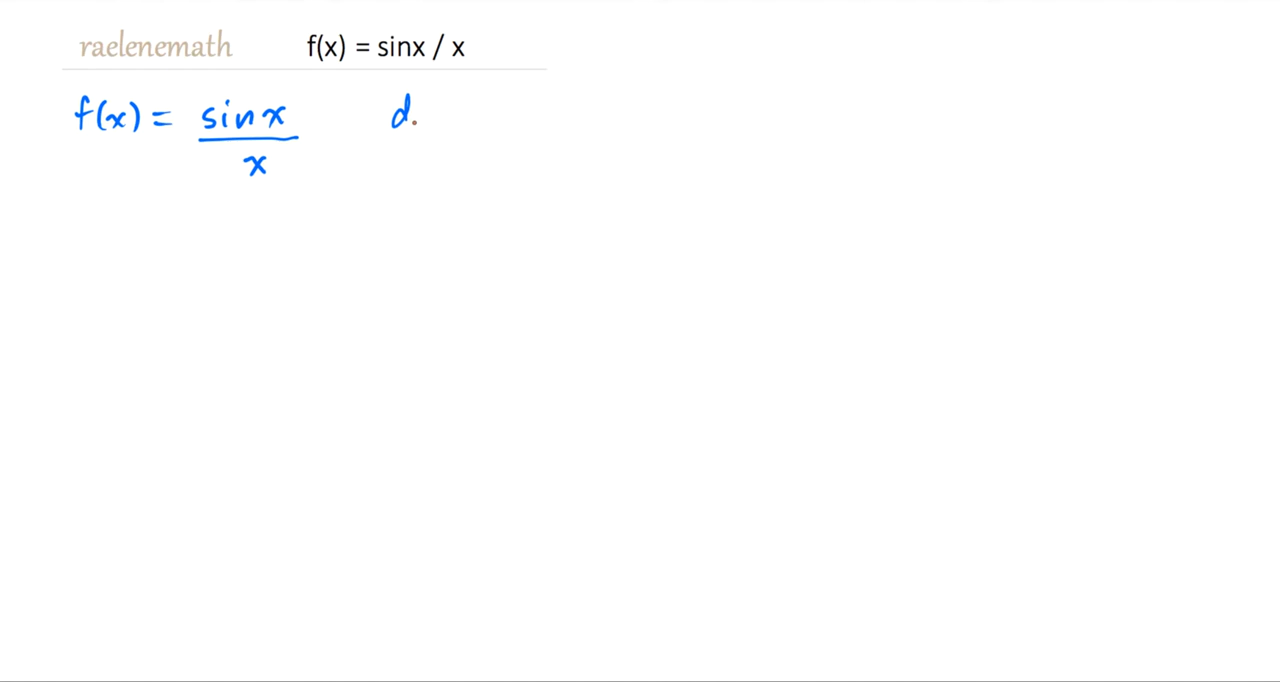 raelenemath f(x) = sinx / x
f(x) = sinx / x d